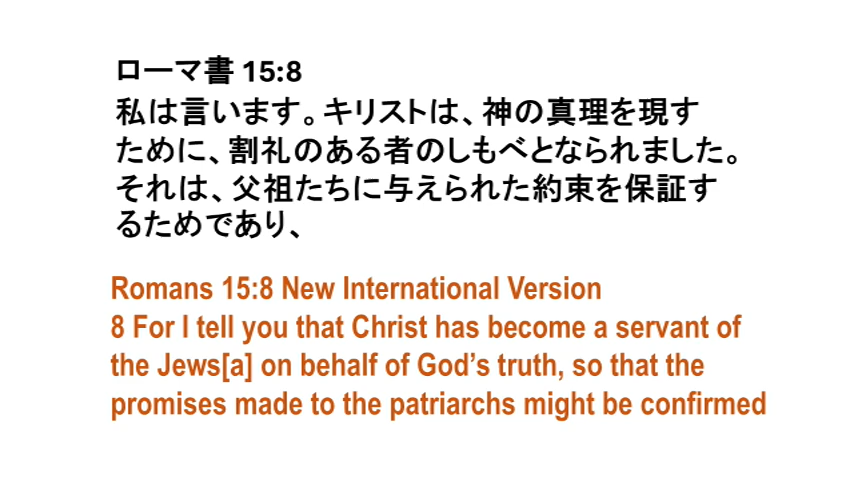 ローマ書 15:8
私は言います。キリストは、神の真理を現す
ために、割礼のある者のしもべとなられました。
それは、父祖たちに与えられた約束を保証す
るためであり、
Romans 15:8 New International Version
8 For I tell you that Christ has become a servant of
the Jews[a] on behalf of God’s truth, so that the
promises made to the patriarchs might be confirmed